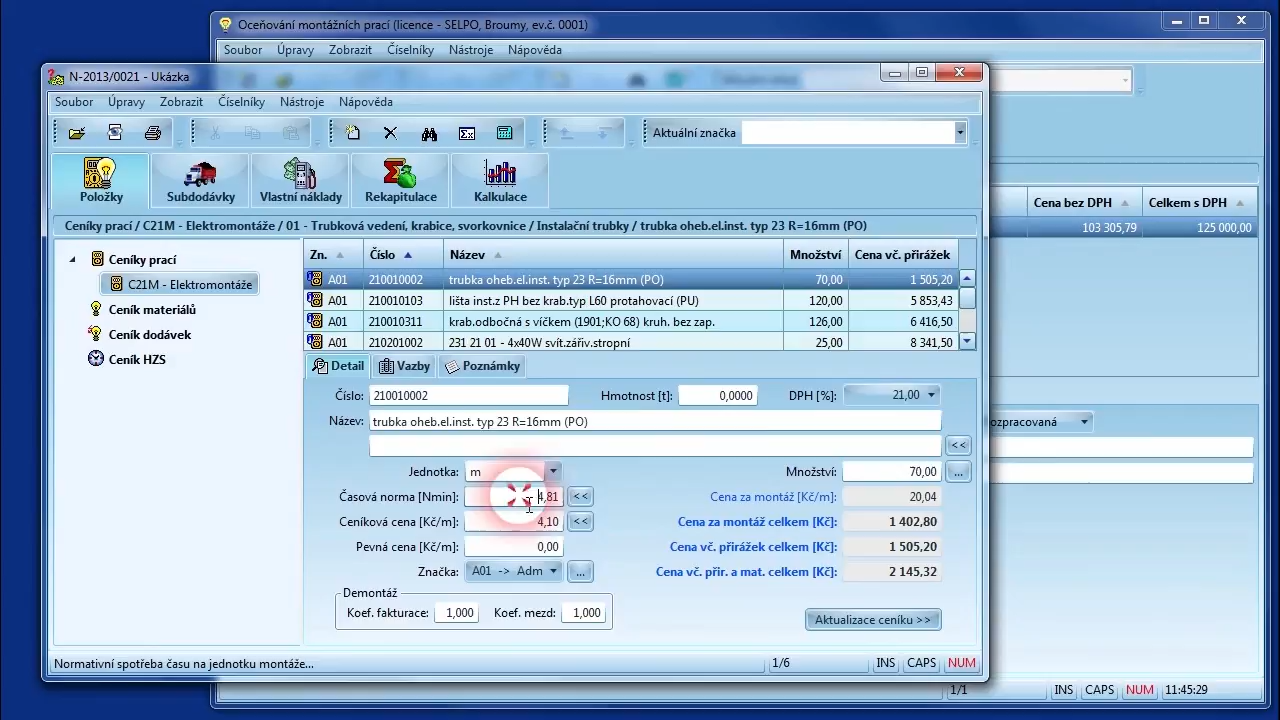 Oceňování montážních prací (licence - SELPO, Broumy, ev.č. 0001)
Soubor Úpravy Zobrazit Číselníky Nástroje Nápověda
N-2013/0021 - Ukázka
Soubor Úpravy Zobrazit Číselníky Nástroje Nápověda
Aktuální značka
Položky Subdodávky Vlastní náklady Rekapitulace Kalkulace
Cena bez DPH Celkem s DPH
103 305,79 125 000,00
Ceníky prací / C21M - Elektromontáže / 01 - Trubková vedení, krabice, svorkovnice / Instalační trubky / trubka oheb.el.inst. typ 23 R=16mm (PO)
Ceníky prací
C21M - Elektromontáže
Ceník materiálů
Ceník dodávek
Ceník HZS
Zn. Číslo Název Množství Cena vč. přirážek
A01 210010002 trubka oheb.el.inst. typ 23 R=16mm (PO) 70,00 1 505,20
A01 210010103 lišta inst.z PH bez krab.typ L60 protahovací (PU) 120,00 5 853,43
A01 210010311 krab.odbočná s víčkem (1901;KO 68) kruh. bez zap. 126,00 6 416,50
A01 210201002 231 21 01 - 4x40W svít.zářiv.stropní 25,00 8 341,50
Detail Vazby Poznámky
Číslo: 210010002 Hmotnost [t]: 0,0000 DPH [%]: 21,00
Název: trubka oheb.el.inst. typ 23 R=16mm (PO)
<<
Jednotka: m Množství: 70,00 ...
Časová norma [Nmin]: 4,81 << Cena za montáž [Kč/m]: 20,04
Ceníková cena [Kč/m]: 4,10 << Cena za montáž celkem [Kč]: 1 402,80
Pevná cena [Kč/m]: 0,00 Cena vč. přirážek celkem [Kč]: 1 505,20
Značka: A01 -> Adm ... Cena vč. přir. a mat. celkem [Kč]: 2 145,32
Demontáž
Koef. fakturace: 1,000 Koef. mezd: 1,000
Aktualizace ceníku >>
ozpracovaná
Normativní spotřeba času na jednotku montáže... 1/6 INS CAPS NUM
1/1 INS CAPS NUM 11:45:29